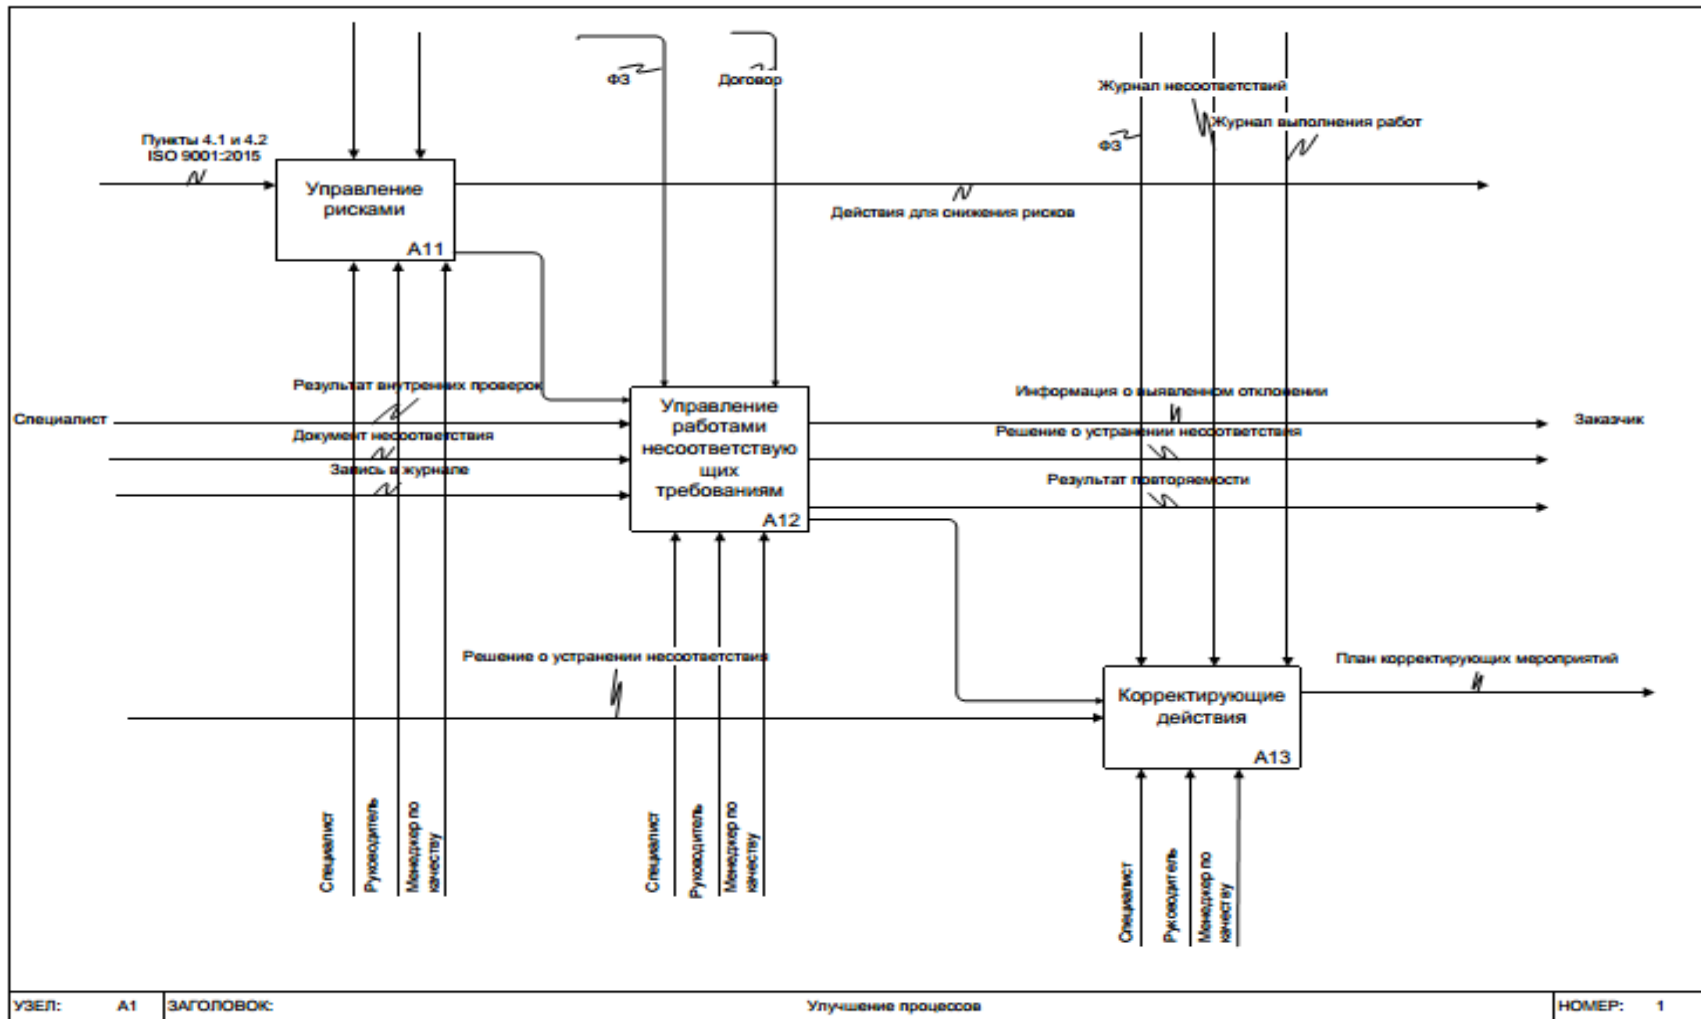 ФЗ
Договор
Журнал несоответствий
Журнал выполнения работ
ФЗ
Пункты 4.1 и 4.2
ISO 9001:2015
Управление
рисками
A11
Действия для снижения рисков
Результат внутренних проверок
Специалист
Документ несоответствия
Запись в журнале
Управление
работами
несоответствую
щих
требованиям
A12
Информация о выявленном отклонении
Заказчик
Решение о устранении несоответствия
Результат повторяемости
Решение о устранении несоответствия
Корректирующие
действия
A13
План корректирующих мероприятий
Специалист
Руководитель
Менеджер по
качеству
Специалист
Руководитель
Менеджер по
качеству
Специалист
Руководитель
Менеджер по
качеству
УЗЕЛ: A1 ЗАГОЛОВОК: Улучшение процессов НОМЕР: 1